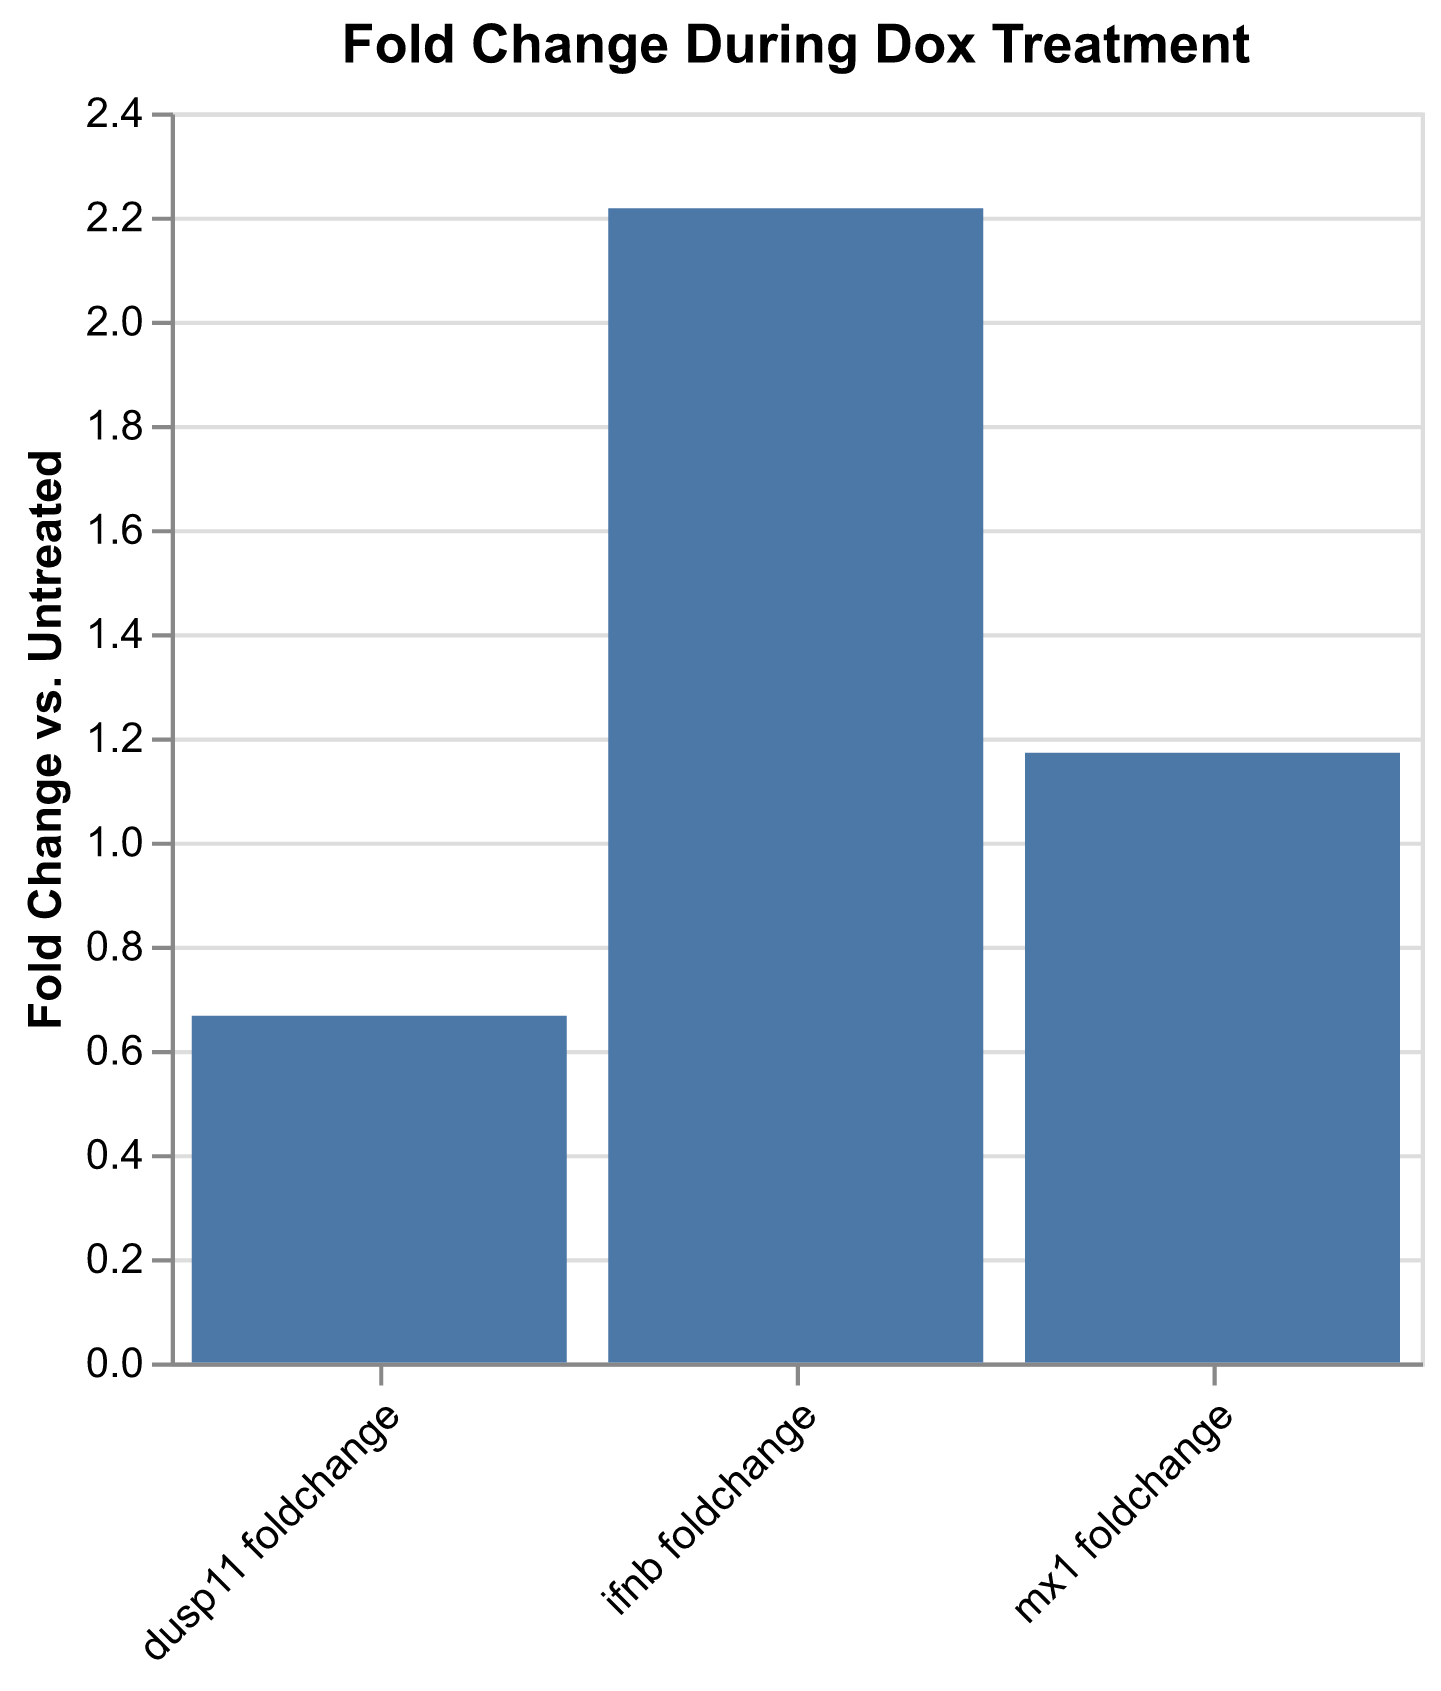 Fold Change During Dox Treatment
Fold Change vs. Untreated
2.4
2.2
2.0
1.8
1.6
1.4
1.2
1.0
0.8
0.6
0.4
0.2
0.0
dusp11 foldchange
ifnb foldchange
mx1 foldchange